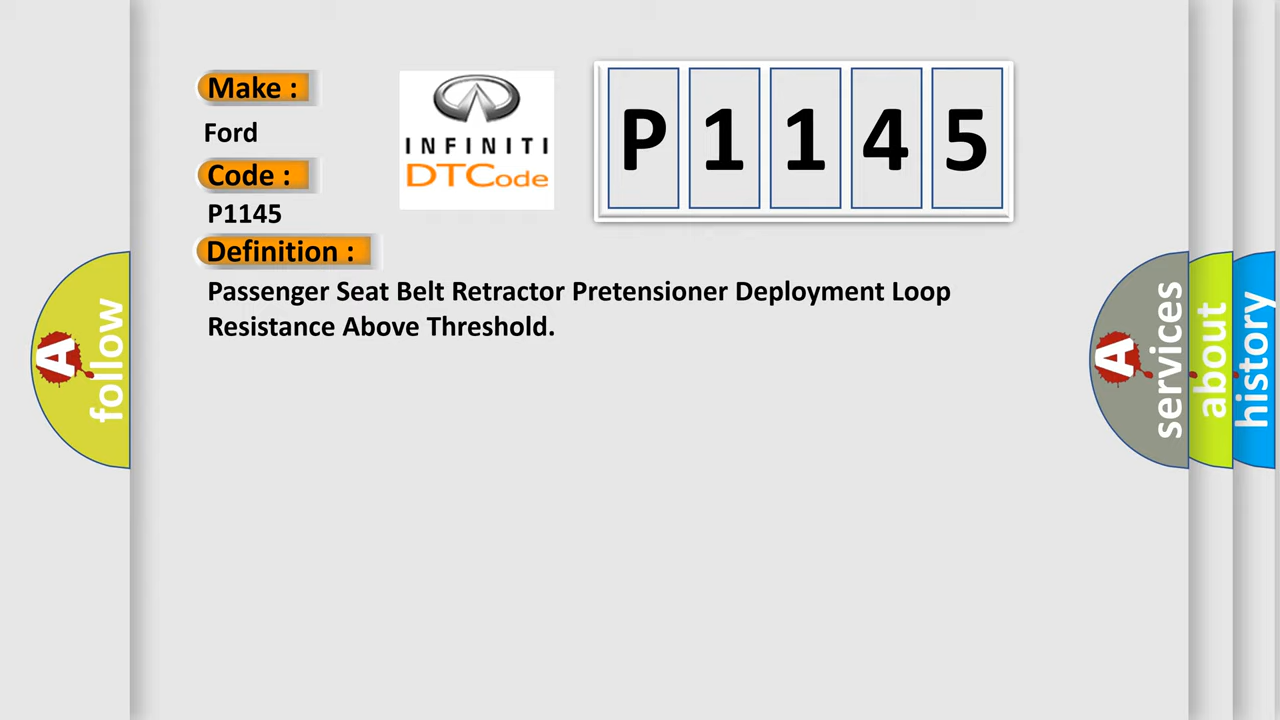 Make :
Ford
Code :
P1145
Definition :
Passenger Seat Belt Retractor Pretensioner Deployment Loop
Resistance Above Threshold.
INFINITI
DTCode
P 1 1 4 5
A follow
A services
about
history